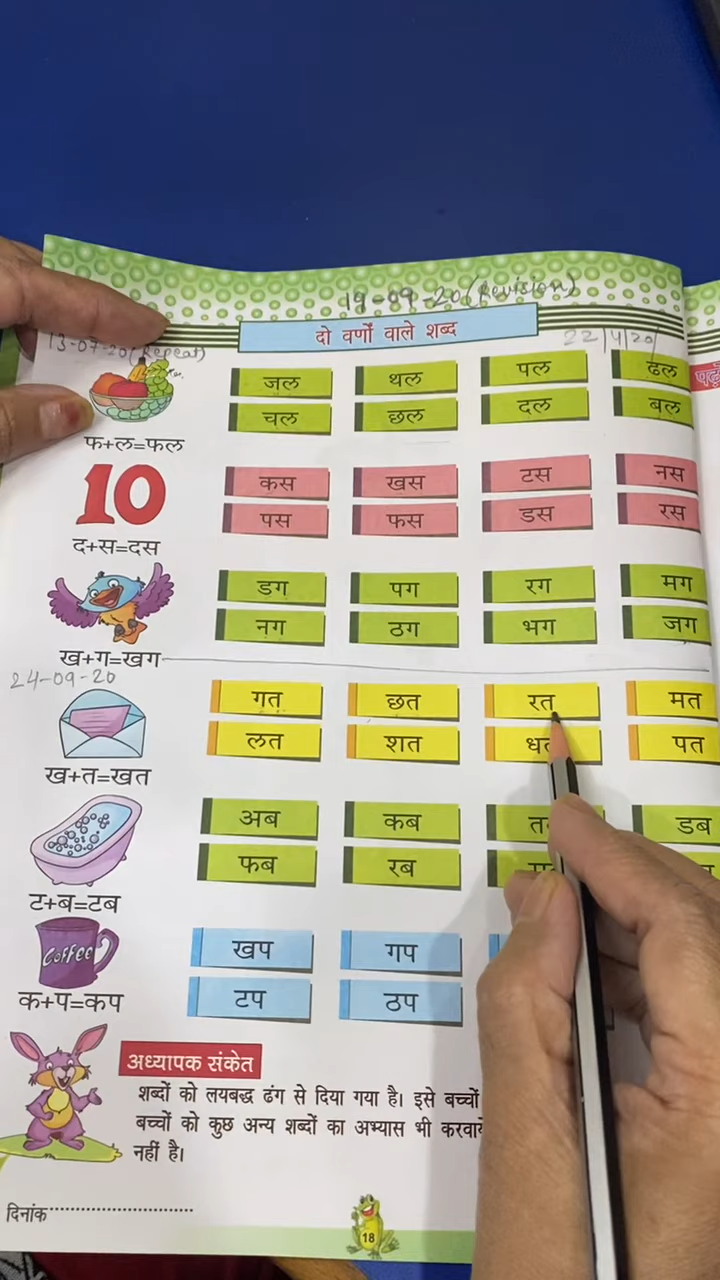 19-09-20(Revision)
दो वर्णों वाले शब्द
22/4/20/
13-07-20(Repeat)
पढ़ो
जल थल पल ढल
चल छल दल बल
फ+ल=फल
10
कस खस टस नस
पस फस डस रस
द+स=दस
डग पग रग मग
नग ठग भग जग
ख+ग=खग
24-09-20
गत छत रत मत
लत शत पत
ख+त=खत
अब कब डब
फब रब
ट+ब=टब
Coffee
खप गप
टप ठप
क+प=कप
अध्यापक संकेत
शब्दों को लयबद्ध ढंग से दिया गया है। इसे बच्चों
बच्चों को कुछ अन्य शब्दों का अभ्यास भी
नहीं है।
दिनांक
18